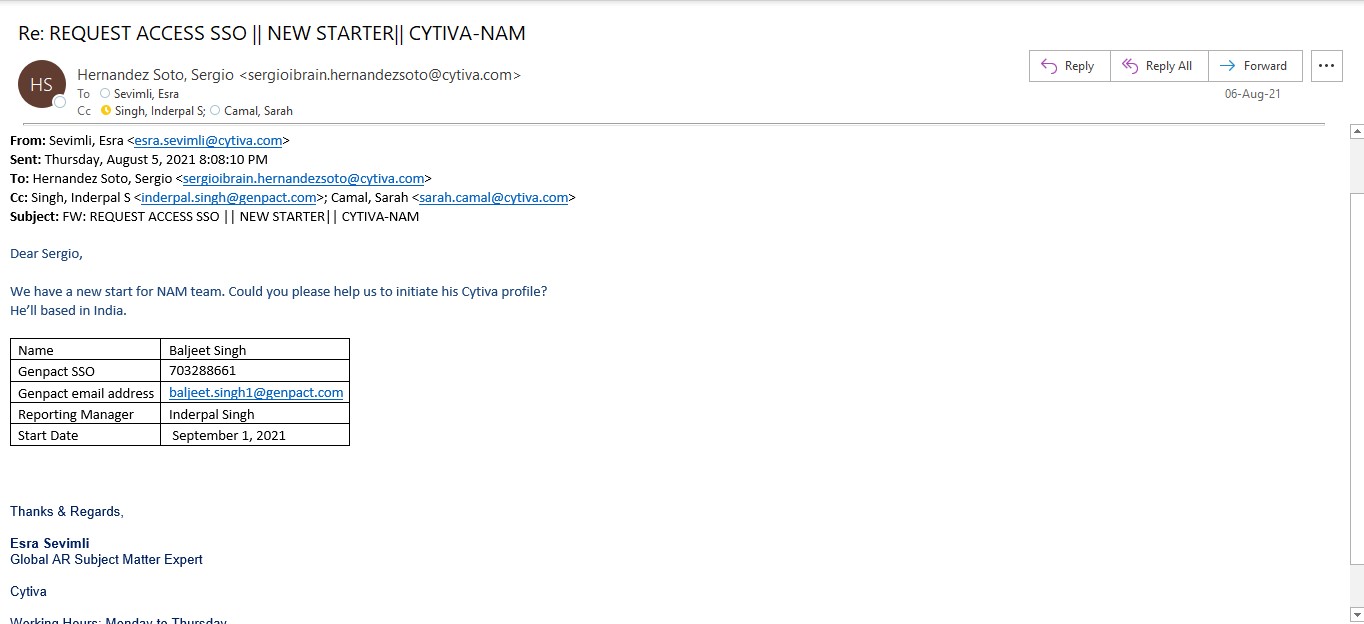 Re: REQUEST ACCESS SSO || NEW STARTER|| CYTIVA-NAM
HS
Hernandez Soto, Sergio <sergioibrain.hernandezsoto@cytiva.com>
To Sevimli, Esra
Cc Singh, Inderpal S; Camal, Sarah
Reply Reply All Forward ...
06-Aug-21
From: Sevimli, Esra <esra.sevimli@cytiva.com>
Sent: Thursday, August 5, 2021 8:08:10 PM
To: Hernandez Soto, Sergio <sergioibrain.hernandezsoto@cytiva.com>
Cc: Singh, Inderpal S <inderpal.singh@genpact.com>; Camal, Sarah <sarah.camal@cytiva.com>
Subject: FW: REQUEST ACCESS SSO || NEW STARTER|| CYTIVA-NAM
Dear Sergio,
We have a new start for NAM team. Could you please help us to initiate his Cytiva profile?
He’ll based in India.
Name Baljeet Singh
Genpact SSO 703288661
Genpact email address baljeet.singh1@genpact.com
Reporting Manager Inderpal Singh
Start Date September 1, 2021
Thanks & Regards,
Esra Sevimli
Global AR Subject Matter Expert
Cytiva
Working Hours: Monday to Thursday